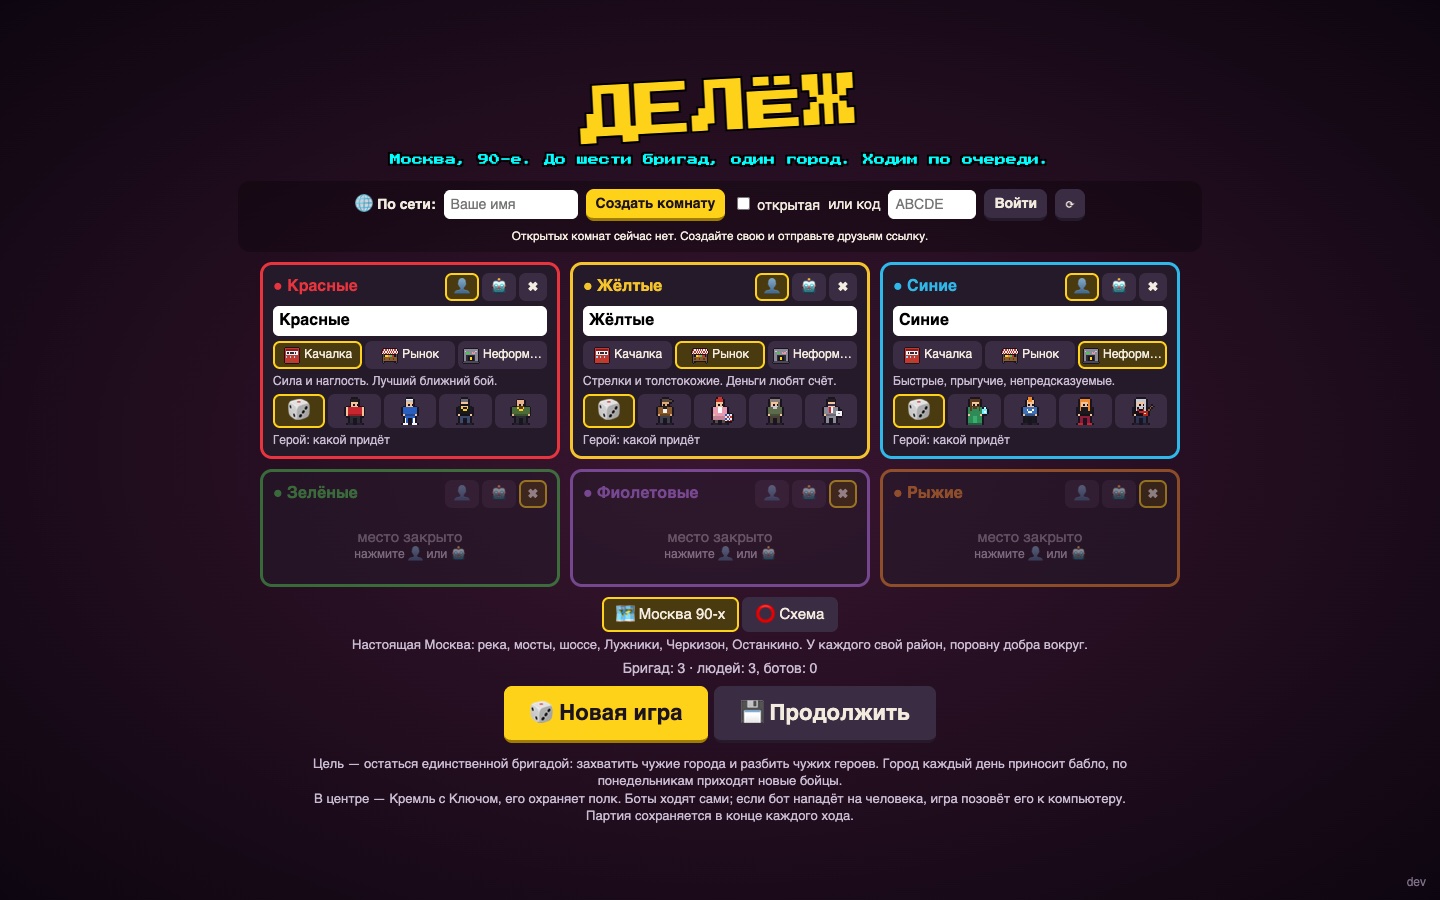 ДЕЛЁЖ
Москва, 90-е. До шести бригад, один город. Ходим по очереди.
По сети: Ваше имя Создать комнату открытая или код ABCDE Войти
Открытых комнат сейчас нет. Создайте свою и отправьте друзьям ссылку.
Красные
Красные
Качалка Рынок Неформ...
Сила и наглость. Лучший ближний бой.
Герой: какой придёт
Жёлтые
Жёлтые
Качалка Рынок Неформ...
Стрелки и толстокожие. Деньги любят счёт.
Герой: какой придёт
Синие
Синие
Качалка Рынок Неформ...
Быстрые, прыгучие, непредсказуемые.
Герой: какой придёт
Зелёные
место закрыто
нажмите или
Фиолетовые
место закрыто
нажмите или
Рыжие
место закрыто
нажмите или
Москва 90-х Схема
Настоящая Москва: река, мосты, шоссе, Лужники, Черкизон, Останкино. У каждого свой район, поровну добра вокруг.
Бригад: 3 · людей: 3, ботов: 0
Новая игра Продолжить
Цель — остаться единственной бригадой: захватить чужие города и разбить чужих героев. Город каждый день приносит бабло, по
понедельникам приходят новые бойцы.
В центре — Кремль с Ключом, его охраняет полк. Боты ходят сами; если бот нападёт на человека, игра позовёт его к компьютеру.
Партия сохраняется в конце каждого хода.
dev